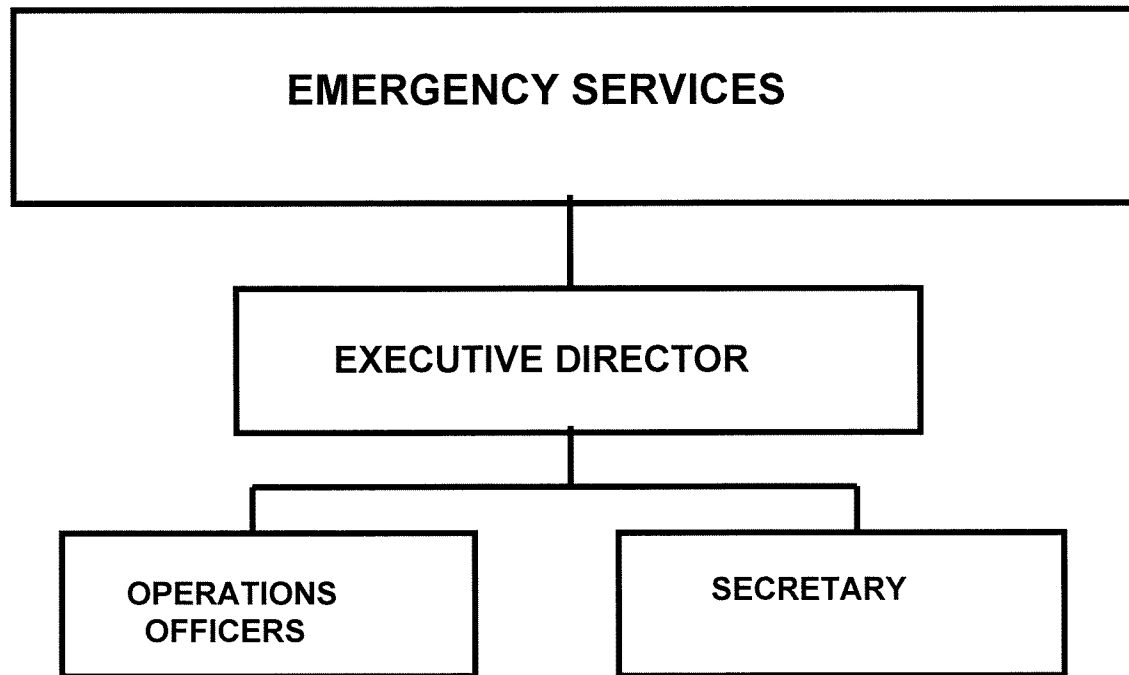 EMERGENCY SERVICES
EXECUTIVE DIRECTOR
OPERATIONS
OFFICERS
SECRETARY